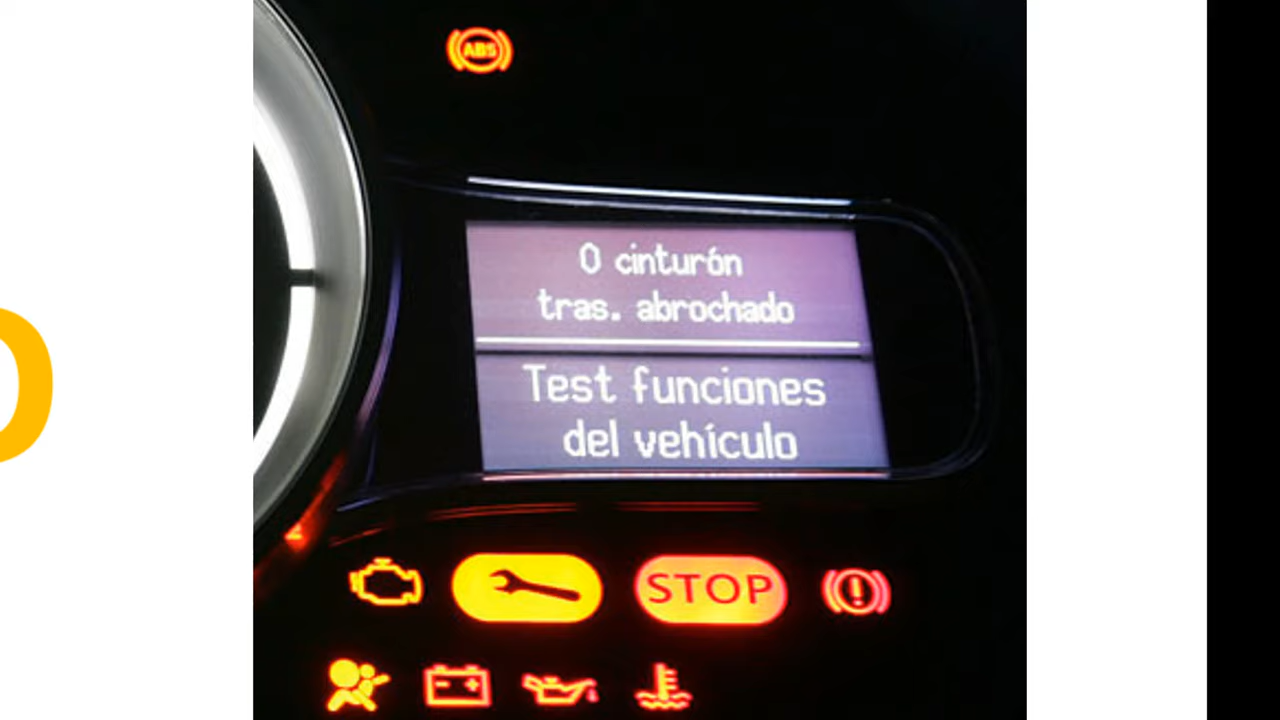 ABS
0 cinturón
tras. abrochado
Test funciones
del vehículo
STOP